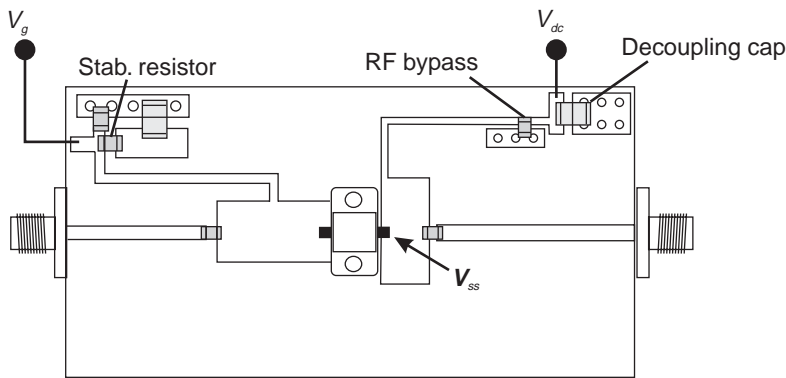 Vg
Vdc
Stab. resistor
RF bypass
Decoupling cap
Vss